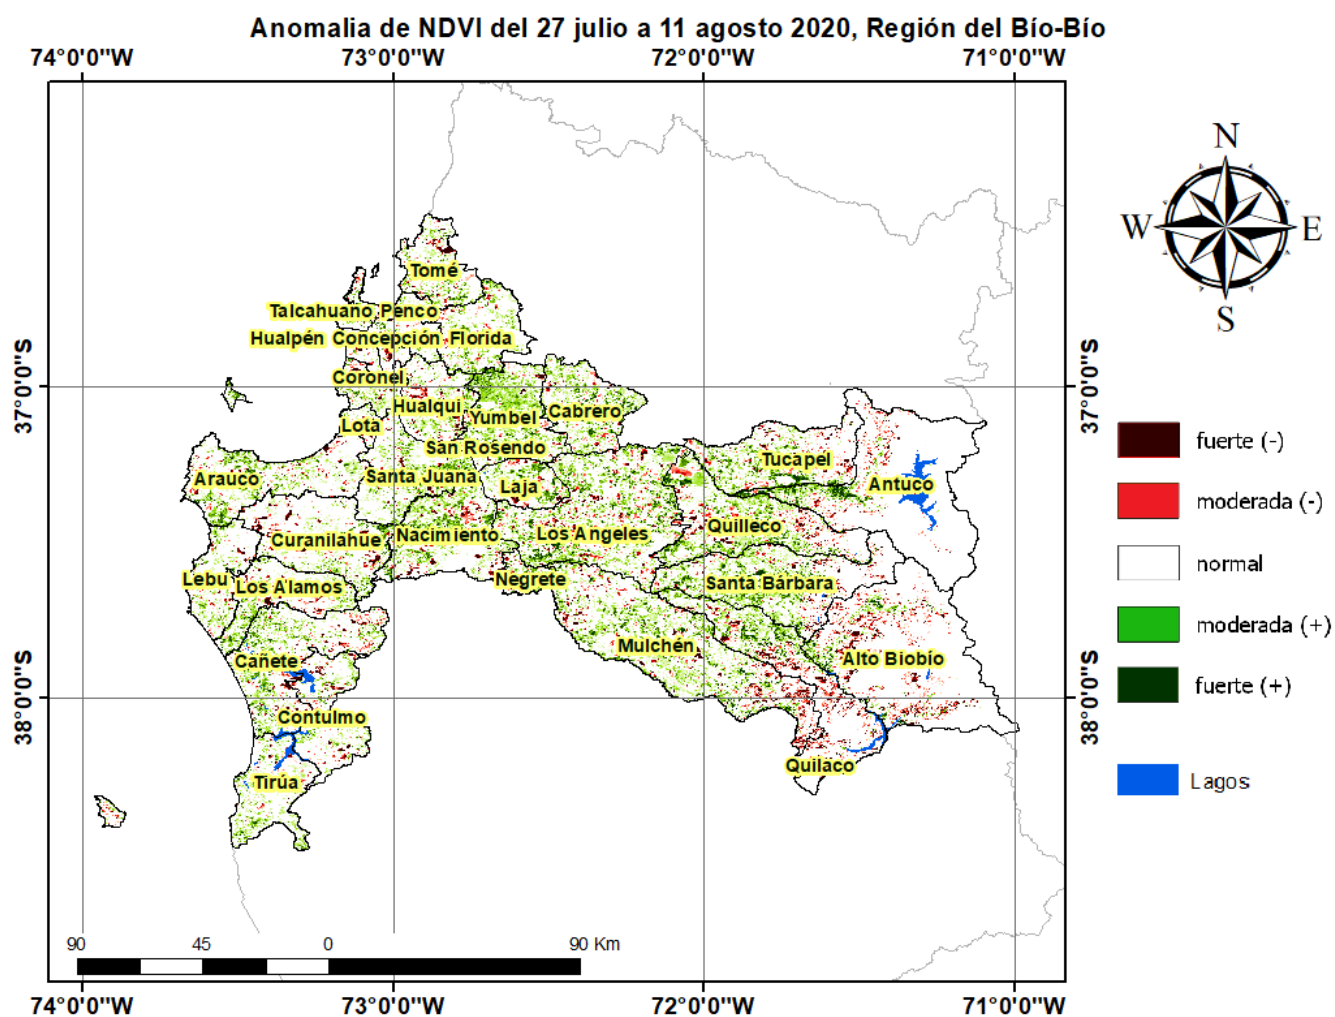 Anomalia de NDVI del 27 julio a 11 agosto 2020, Región del Bío-Bío
74°0'0"W 73°0'0"W 72°0'0"W 71°0'0"W
N
W E
S
Tomé
Talcahuano Penco
Hualpén Concepción Florida
37°0'0"S 37°0'0"S
Coronel
Hualqui Yumbel Cabrero
Lota
San Rosendo
Tucapel
Arauco Santa Juana Laja Antuco
Curanilahue Nacimiento Los Angeles Quilleco
Lebu Los Alamos Negrete Santa Bárbara
Mulchén
Cañete Alto Biobío
38°0'0"S 38°0'0"S
Contulmo
Quilaco
Tirúa
fuerte (-)
moderada (-)
normal
moderada (+)
fuerte (+)
Lagos
90 45 0 90 Km
74°0'0"W 73°0'0"W 72°0'0"W 71°0'0"W